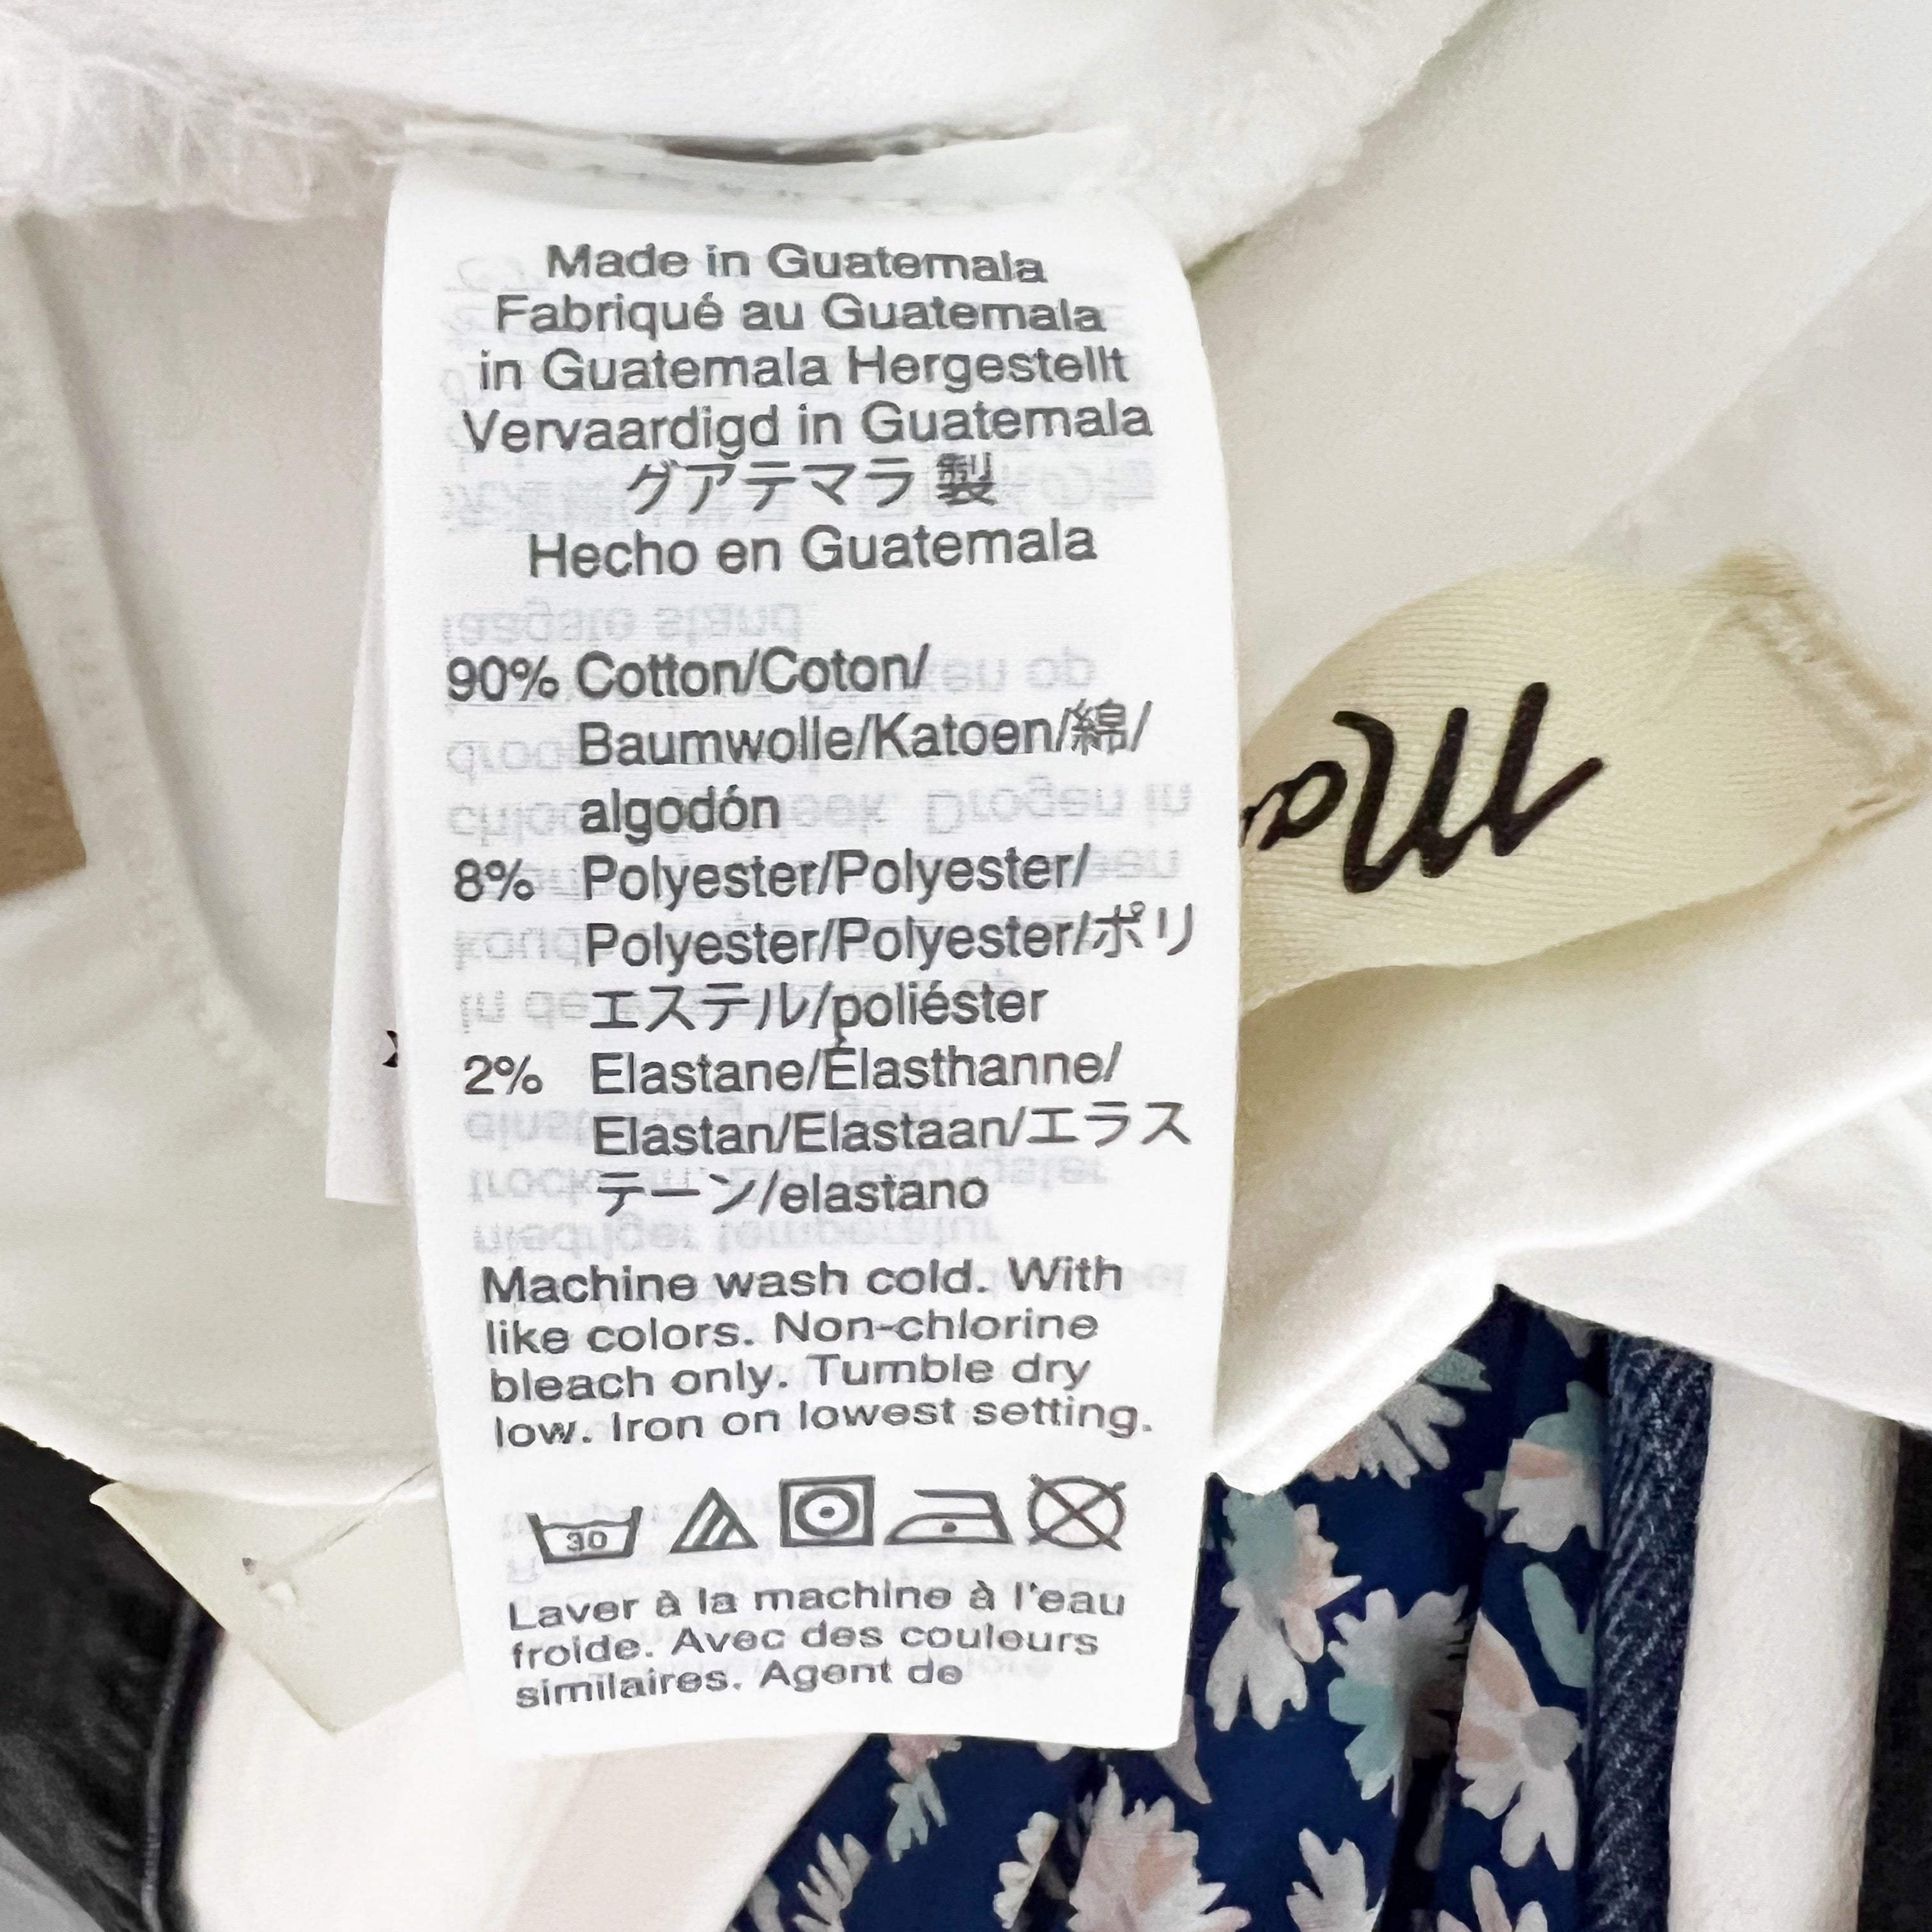 Made in Guatemala
Fabriqué au Guatemala
in Guatemala Hergestellt
Vervaardigd in Guatemala
グアテマラ 製
Hecho en Guatemala
90% Cotton/Coton/
Baumwolle/Katoen/綿/
algodón
8% Polyester/Polyester/
Polyester/Polyester/ポリ
エステル/poliéster
2% Elastane/Élasthanne/
Elastan/Elastaan/エラス
テーン/elastano
Machine wash cold. With
like colors. Non-chlorine
bleach only. Tumble dry
low. Iron on lowest setting.
30
Laver à la machine à l'eau
froide. Avec des couleurs
similaires. Agent de